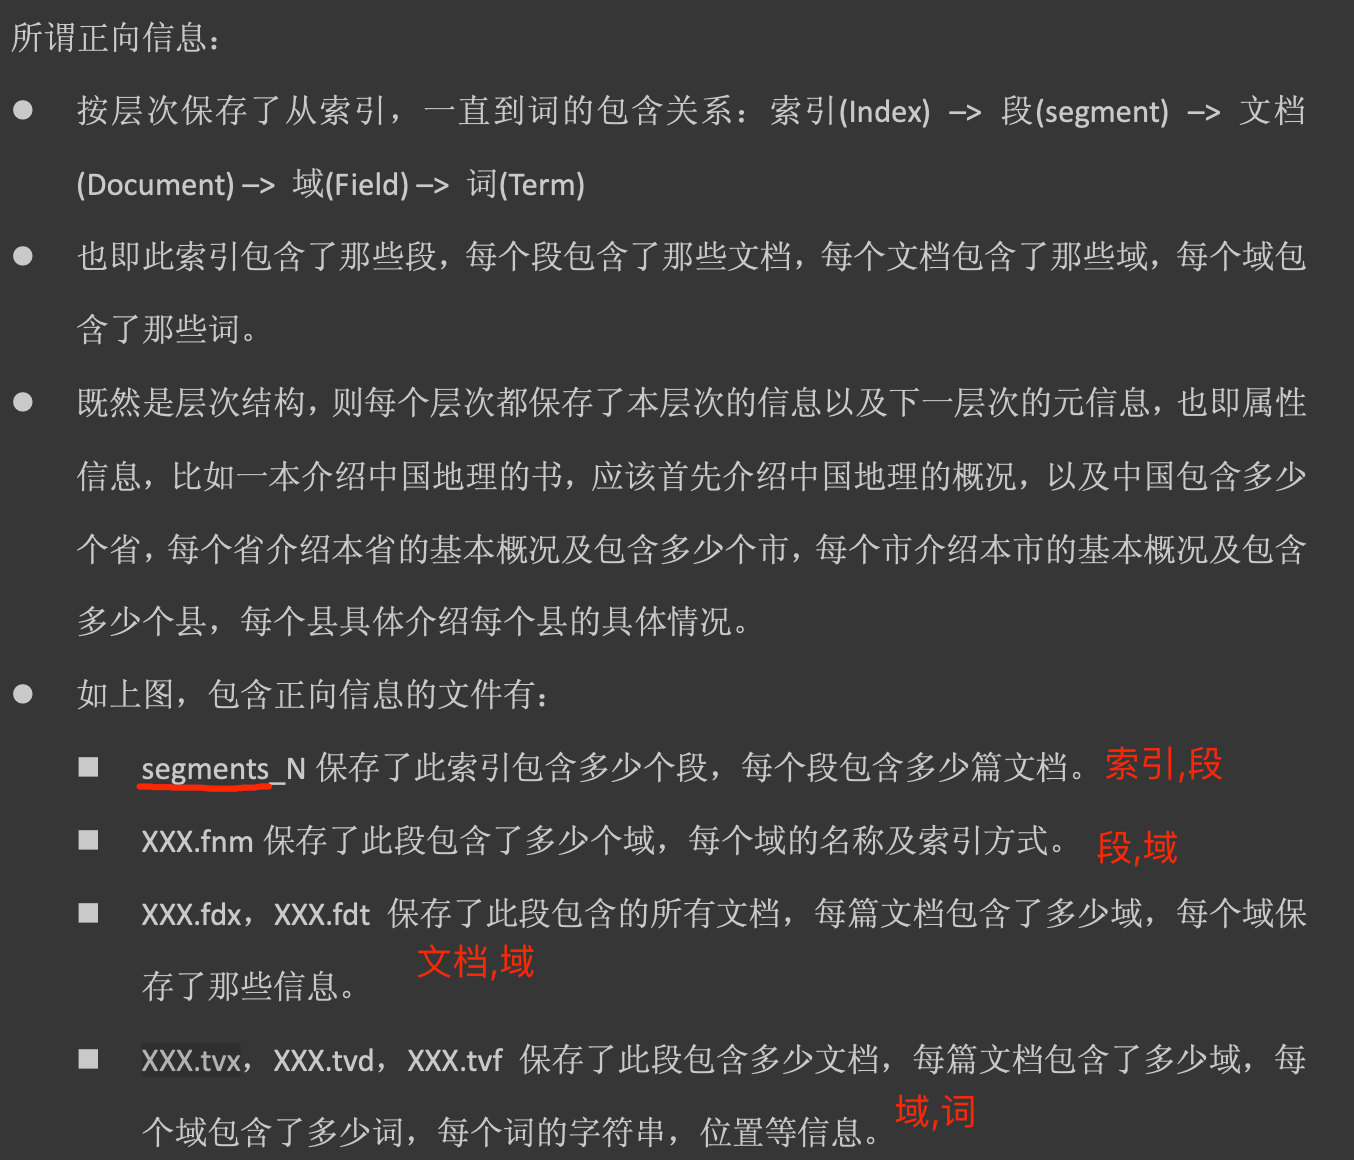 所谓正向信息：
● 按层次保存了从索引，一直到词的包含关系：索引(Index) –> 段(segment) –> 文档
(Document) –> 域(Field) –> 词(Term)
● 也即此索引包含了那些段，每个段包含了那些文档，每个文档包含了那些域，每个域包
含了那些词。
● 既然是层次结构，则每个层次都保存了本层次的信息以及下一层次的元信息，也即属性
信息，比如一本介绍中国地理的书，应该首先介绍中国地理的概况，以及中国包含多少
个省，每个省介绍本省的基本概况及包含多少个市，每个市介绍本市的基本概况及包含
多少个县，每个县具体介绍每个县的具体情况。
● 如上图，包含正向信息的文件有：
■ segments_N 保存了此索引包含多少个段，每个段包含多少篇文档。 索引,段
■ XXX.fnm 保存了此段包含了多少个域，每个域的名称及索引方式。 段,域
■ XXX.fdx，XXX.fdt 保存了此段包含的所有文档，每篇文档包含了多少域，每个域保
存了那些信息。 文档,域
■ XXX.tvx，XXX.tvd，XXX.tvf 保存了此段包含多少文档，每篇文档包含了多少域，每
个域包含了多少词，每个词的字符串，位置等信息。 域,词